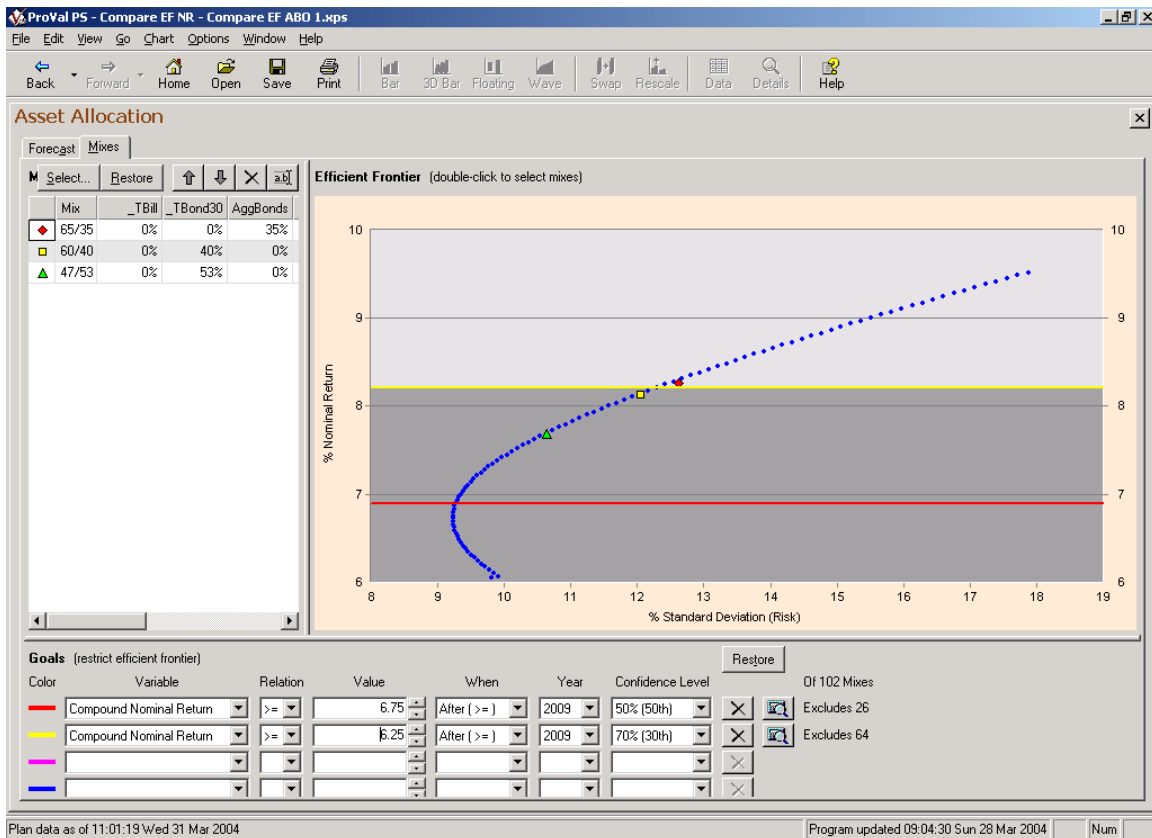 ProVal PS - Compare EF NR - Compare EF ABO 1.xps
File Edit View Go Chart Options Window Help
Back Forward Home Open Save Print Bar 3D Bar Floating Wave Swap Rescale Data Details Help
Asset Allocation
Forecast Mixes
M Select... Restore a.b
Mix _TBill _TBond30 AggBonds
65/35 0% 0% 35%
60/40 0% 40% 0%
47/53 0% 53% 0%
Efficient Frontier (double-click to select mixes)
% Nominal Return
10 10
9 9
8 8
7 7
6 6
8 9 10 11 12 13 14 15 16 17 18 19
% Standard Deviation (Risk)
Goals (restrict efficient frontier)
Restore
Color Variable Relation Value When Year Confidence Level Of 102 Mixes
Compound Nominal Return >= 6.75 After ( >= ) 2009 50% (50th) Excludes 26
Compound Nominal Return >= 6.25 After ( >= ) 2009 70% (30th) Excludes 64
Plan data as of 11:01:19 Wed 31 Mar 2004
Program updated 09:04:30 Sun 28 Mar 2004 Num